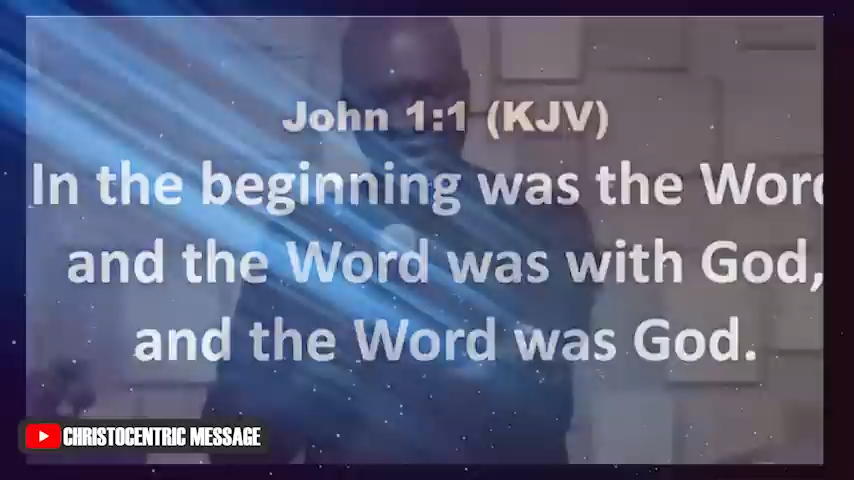 John 1:1 (KJV)
In the beginning was the Word
and the Word was with God,
and the Word was God.
CHRISTOCENTRIC MESSAGE